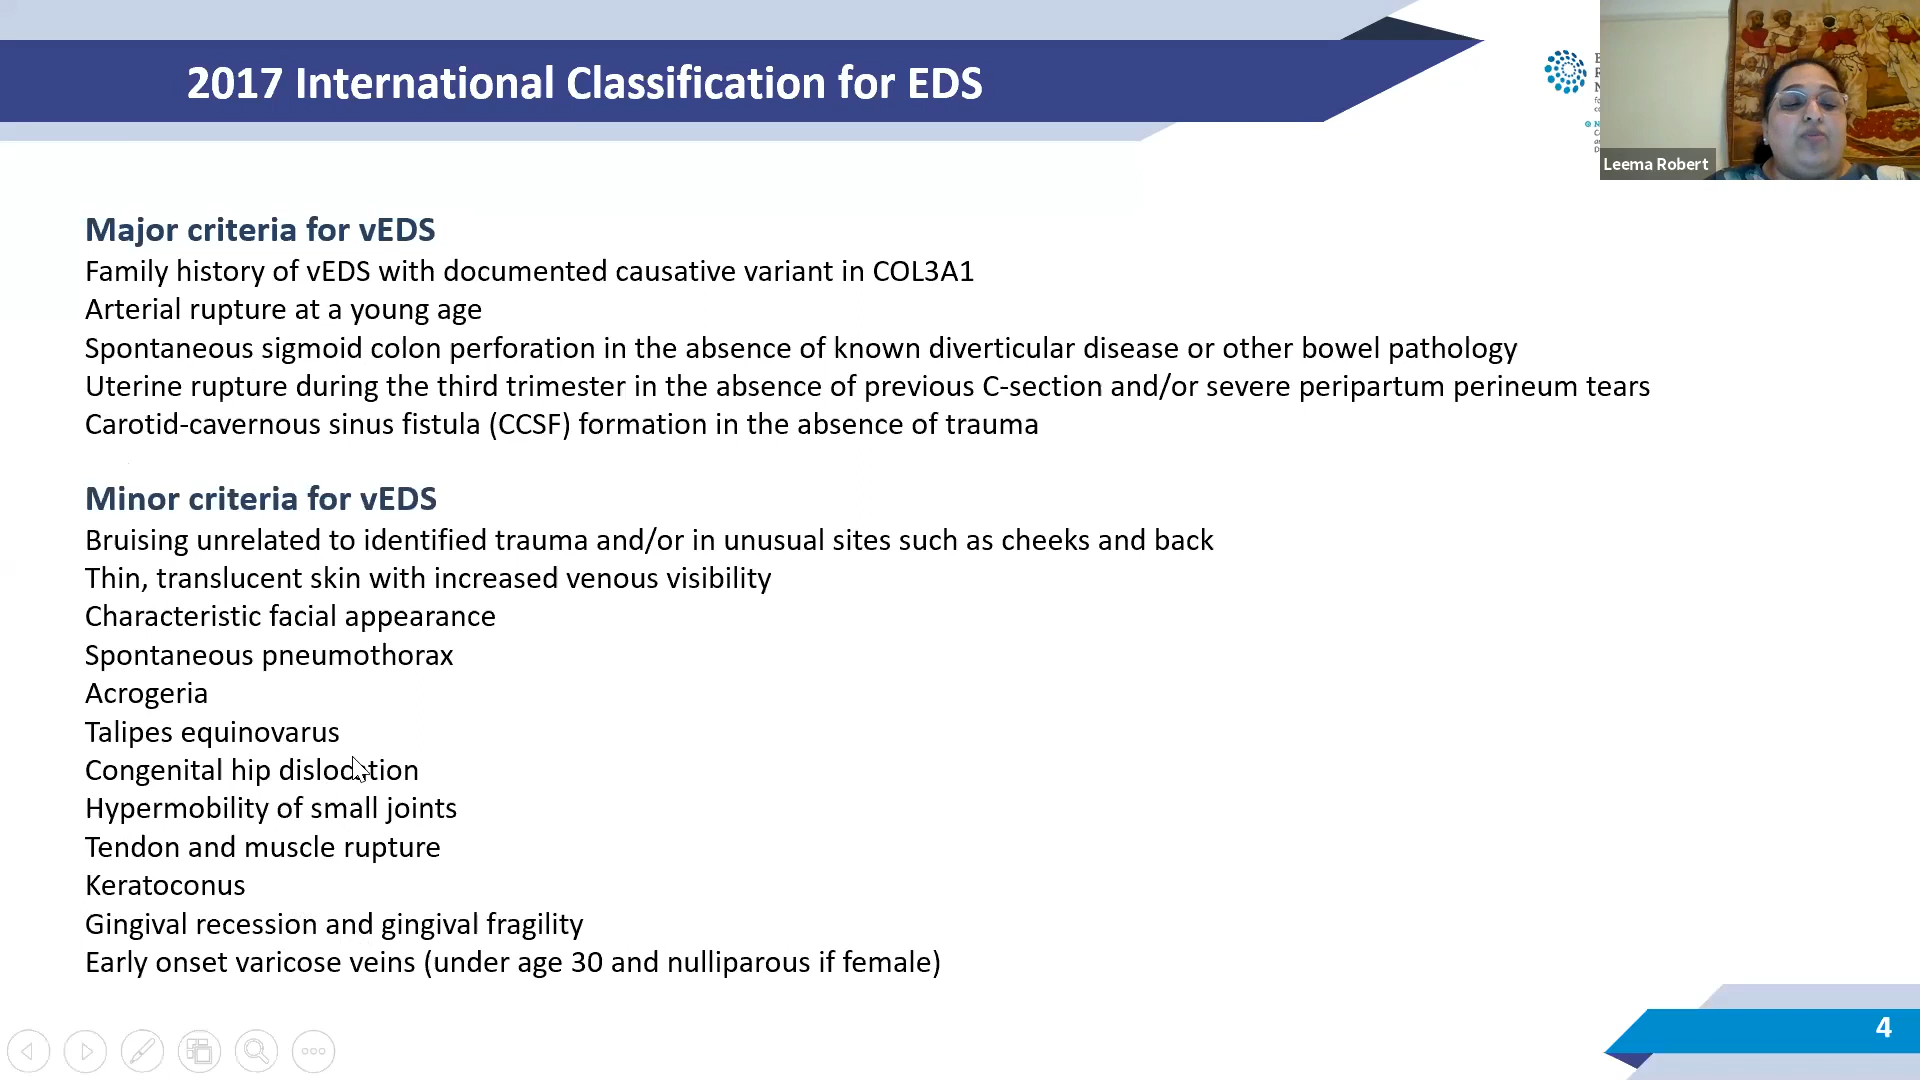 2017 International Classification for EDS
Leema Robert
Major criteria for vEDS
Family history of vEDS with documented causative variant in COL3A1
Arterial rupture at a young age
Spontaneous sigmoid colon perforation in the absence of known diverticular disease or other bowel pathology
Uterine rupture during the third trimester in the absence of previous C-section and/or severe peripartum perineum tears
Carotid-cavernous sinus fistula (CCSF) formation in the absence of trauma
Minor criteria for vEDS
Bruising unrelated to identified trauma and/or in unusual sites such as cheeks and back
Thin, translucent skin with increased venous visibility
Characteristic facial appearance
Spontaneous pneumothorax
Acrogeria
Talipes equinovarus
Congenital hip dislocation
Hypermobility of small joints
Tendon and muscle rupture
Keratoconus
Gingival recession and gingival fragility
Early onset varicose veins (under age 30 and nulliparous if female)
4